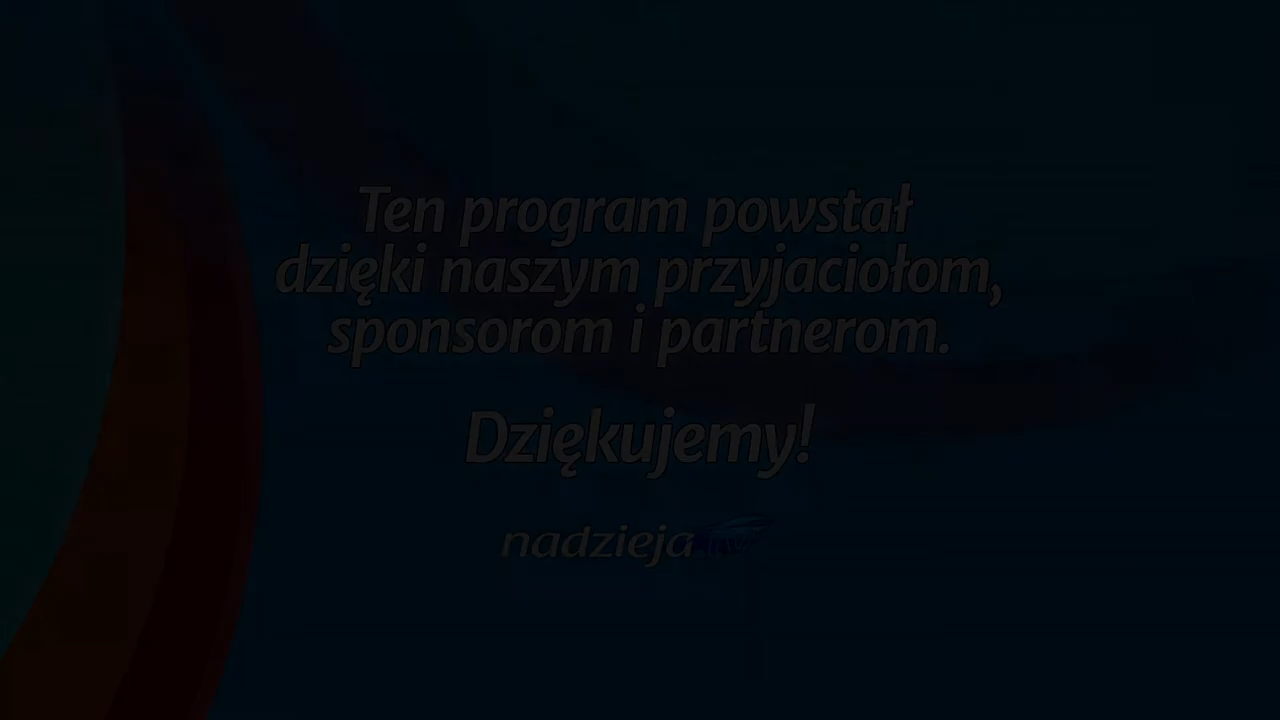 Ten program powstał
dzięki naszym przyjaciołom,
sponsorom i partnerom.
Dziękujemy!
nadzieja